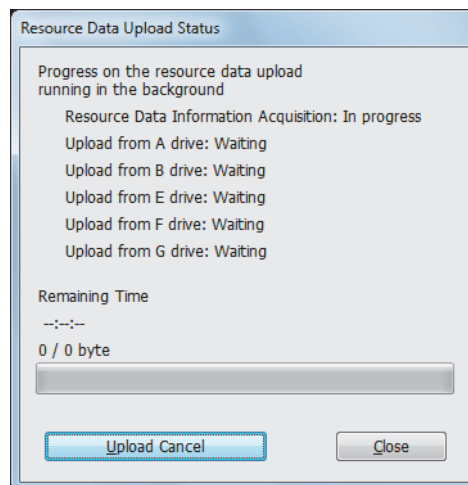 Resource Data Upload Status
Progress on the resource data upload
running in the background
Resource Data Information Acquisition: In progress
Upload from A drive: Waiting
Upload from B drive: Waiting
Upload from E drive: Waiting
Upload from F drive: Waiting
Upload from G drive: Waiting
Remaining Time
--:--:--
0 / 0 byte
Upload Cancel
Close